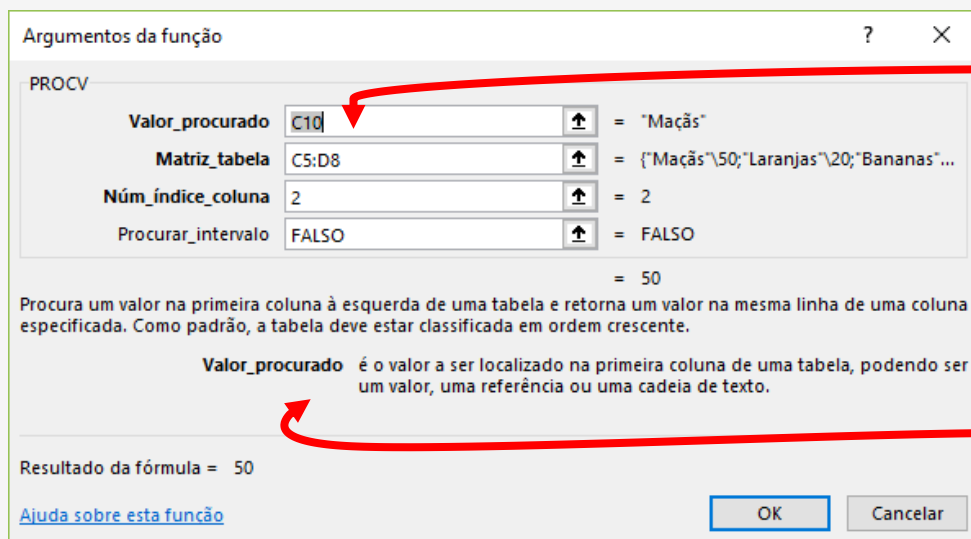 Argumentos da função ? X
PROCV
Valor_procurado C10 = "Maçãs"
Matriz_tabela C5:D8 = {"Maçãs"\50;"Laranjas"\20;"Bananas"...
Núm_índice_coluna 2 = 2
Procurar_intervalo FALSO = FALSO
= 50
Procura um valor na primeira coluna à esquerda de uma tabela e retorna um valor na mesma linha de uma coluna
especificada. Como padrão, a tabela deve estar classificada em ordem crescente.
Valor_procurado é o valor a ser localizado na primeira coluna de uma tabela, podendo ser
um valor, uma referência ou uma cadeia de texto.
Resultado da fórmula = 50
Ajuda sobre esta função OK Cancelar